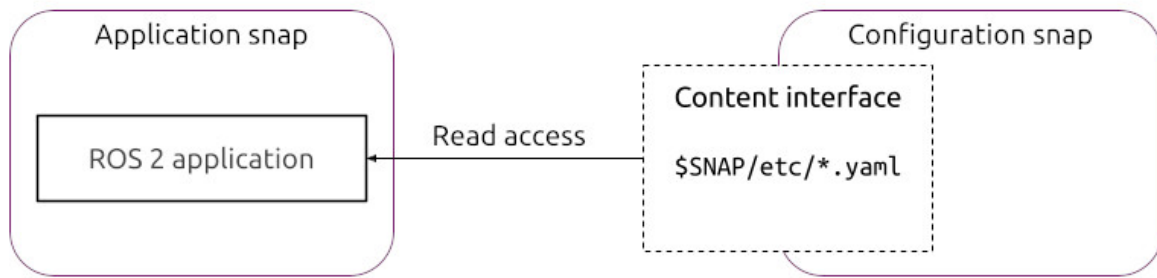 Application snap
Configuration snap
Content interface
Read access
ROS 2 application
$SNAP/etc/*.yaml